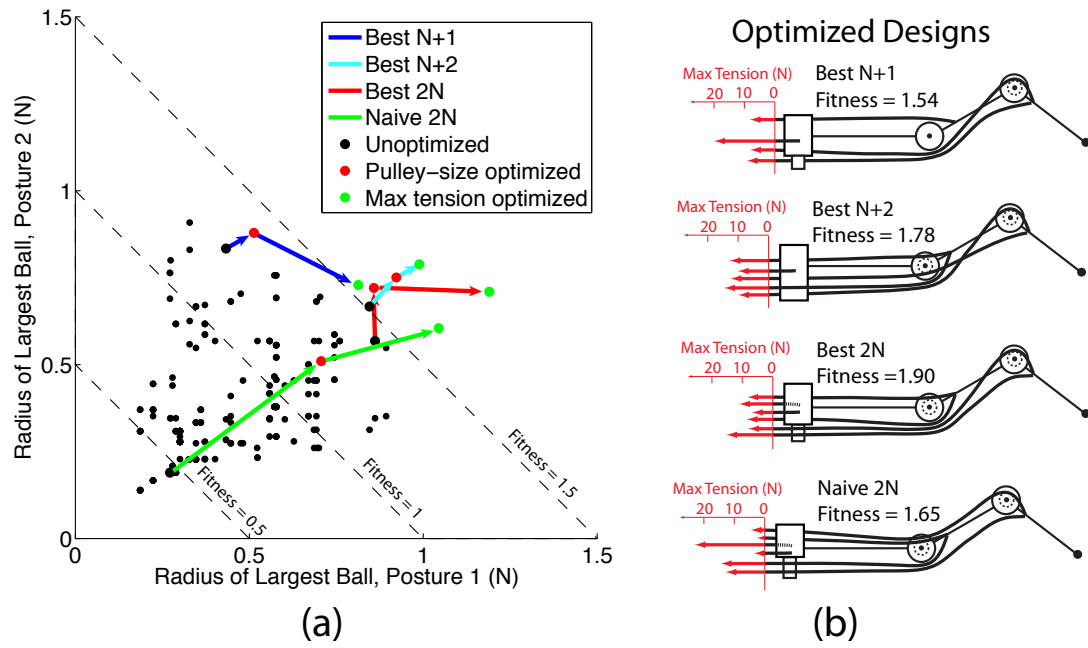 1.5
1
0.5
0
0
0.5
1
1.5
Radius of Largest Ball, Posture 2 (N)
Radius of Largest Ball, Posture 1 (N)
Best N+1
Best N+2
Best 2N
Naive 2N
Unoptimized
Pulley-size optimized
Max tension optimized
Fitness = 0.5
Fitness = 1
Fitness = 1.5
(a)
Optimized Designs
Max Tension (N)
20 10 0
Best N+1
Fitness = 1.54
Max Tension (N)
20 10 0
Best N+2
Fitness = 1.78
Max Tension (N)
20 10 0
Best 2N
Fitness =1.90
Max Tension (N)
20 10 0
Naive 2N
Fitness = 1.65
(b)